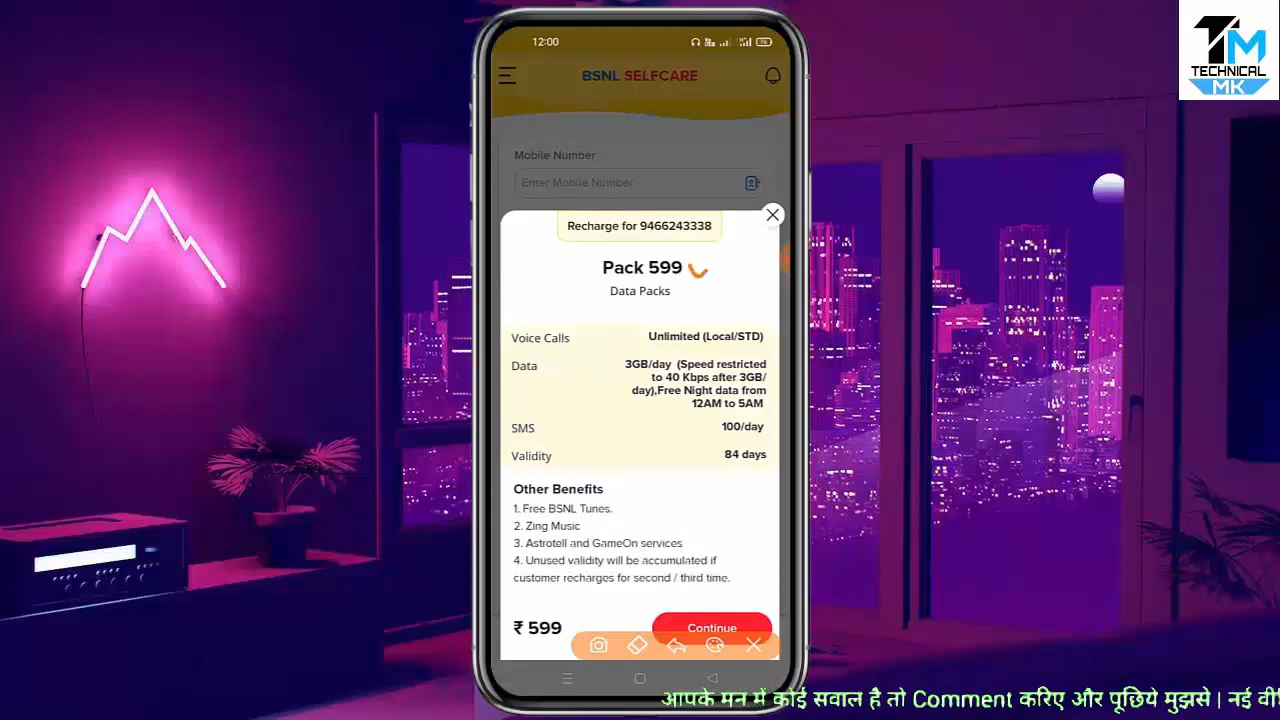 TM
TECHNICAL
MK
12:00
76
BSNL SELFCARE
Mobile Number
Enter Mobile Number
Recharge for 9466243338
Pack 599
Data Packs
Voice Calls
Unlimited (Local/STD)
Data
3GB/day (Speed restricted
to 40 Kbps after 3GB/
day),Free Night data from
12AM to 5AM
SMS
100/day
Validity
84 days
Other Benefits
1. Free BSNL Tunes.
2. Zing Music
3. Astrotell and GameOn services
4. Unused validity will be accumulated if
customer recharges for second / third time.
₹ 599
Continue
आपके मन में कोई सवाल है तो Comment करिए और पूछिये मुझसे | नई वी